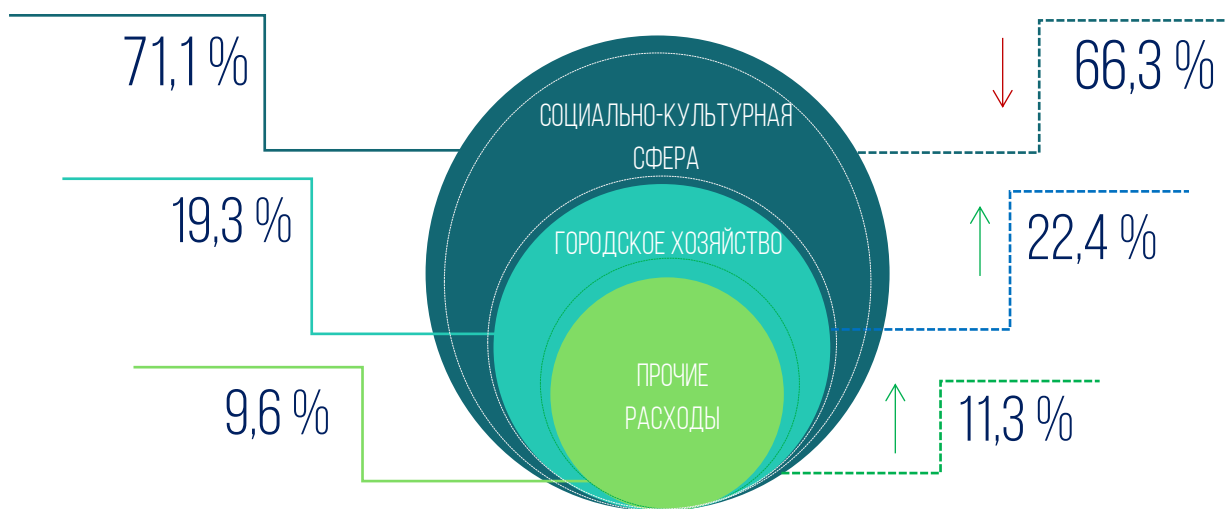 71,1 %
66,3 %
СОЦИАЛЬНО-КУЛЬТУРНАЯ
СФЕРА
19,3 %
22,4 %
ГОРОДСКОЕ ХОЗЯЙСТВО
ПРОЧИЕ
РАСХОДЫ
9,6 %
11,3 %